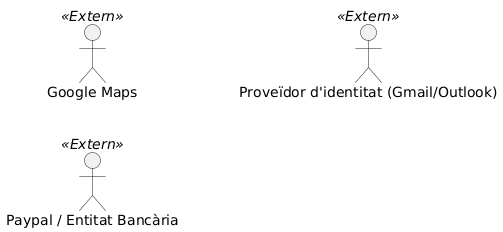 «Extern»
Google Maps
«Extern»
Proveïdor d'identitat (Gmail/Outlook)
«Extern»
Paypal / Entitat Bancària